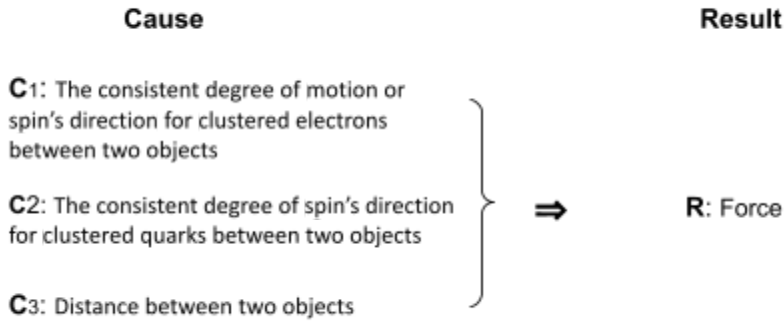 Cause Result
C1: The consistent degree of motion or
spin's direction for clustered electrons
between two objects
C2: The consistent degree of spin's direction
for clustered quarks between two objects
⇒ R: Force
C3: Distance between two objects